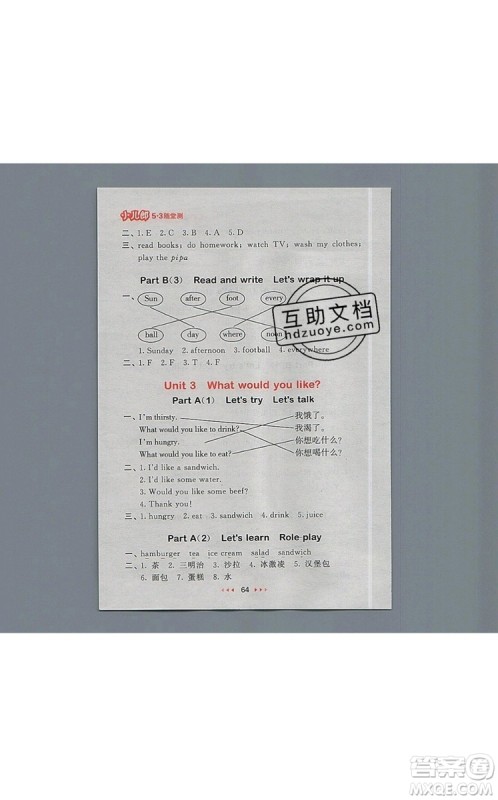 小儿郎 5·3随堂测
二、1. E 2. C 3. B 4. A 5. D
三、read books; do homework; watch TV; wash my clothes;
play the pipa
Part B(3) Read and write Let's wrap it up
一、Sun after foot every
ball day where noon
1. Sunday 2. afternoon 3. football 4. everywhere
二、1. F 2. F 3. T 4. F
Unit 3 What would you like?
Part A(1) Let's try Let's talk
一、I'm thirsty. 我饿了。
What would you like to drink? 我渴了。
I'm hungry. 你想吃什么?
What would you like to eat? 你想喝什么?
二、1. I'd like a sandwich.
2. I'd like some water.
3. Would you like some beef?
4. Thank you!
三、1. hungry 2. eat 3. sandwich 4. drink 5. juice
Part A(2) Let's learn Role play
一、hamburger tea ice cream salad sandwich
二、1. 茶 2. 三明治 3. 沙拉 4. 冰激凌 5. 汉堡包
6. 面包 7. 蛋糕 8. 水
64
互助文库
hdzuoye.com
答案圈
MXQE.COM